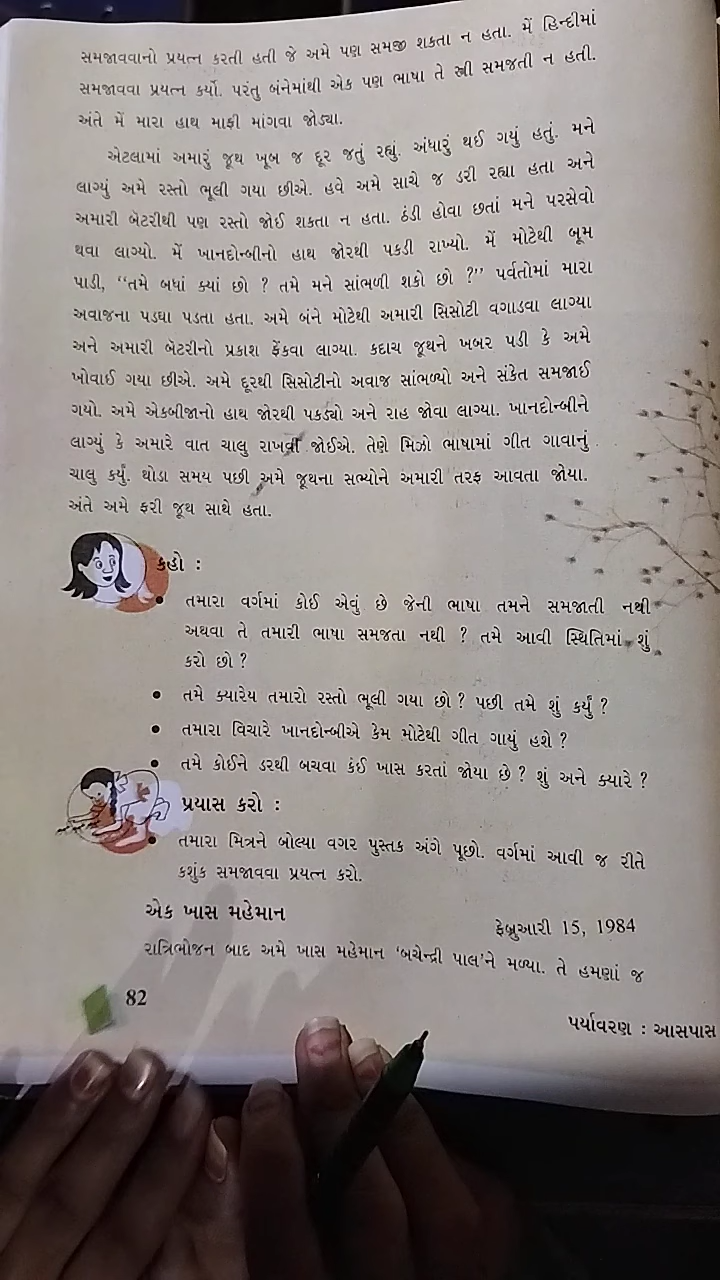 સમજાવવાનો પ્રયત્ન કરતી હતી જે અમે પણ સમજી શકતા ન હતા. મેં હિન્દીમાં
સમજાવવા પ્રયત્ન કર્યો. પરંતુ બંનેમાંથી એક પણ ભાષા તે સ્ત્રી સમજતી ન હતી.
અંતે મેં મારા હાથ માફી માંગવા જોડ્યા.
એટલામાં અમારું જૂથ ખૂબ જ દૂર જતું રહ્યું. અંધારું થઈ ગયું હતું. મને
લાગ્યું અમે રસ્તો ભૂલી ગયા છીએ. હવે અમે સાચે જ ડરી રહ્યા હતા અને
અમારી બૅટરીથી પણ રસ્તો જોઈ શકતા ન હતા. ઠંડી હોવા છતાં મને પરસેવો
થવા લાગ્યો. મેં ખાનદોન્બીનો હાથ જોરથી પકડી રાખ્યો. મેં મોટેથી બૂમ
પાડી, “તમે બધાં ક્યાં છો ? તમે મને સાંભળી શકો છો ?” પર્વતોમાં મારા
અવાજના પડઘા પડતા હતા. અમે બંને મોટેથી અમારી સિસોટી વગાડવા લાગ્યા
અને અમારી બૅટરીનો પ્રકાશ ફેંકવા લાગ્યા. કદાચ જૂથને ખબર પડી કે અમે
ખોવાઈ ગયા છીએ. અમે દૂરથી સિસોટીનો અવાજ સાંભળ્યો અને સંકેત સમજાઈ
ગયો. અમે એકબીજાનો હાથ જોરથી પકડ્યો અને રાહ જોવા લાગ્યા. ખાનદોન્બીને
લાગ્યું કે અમારે વાત ચાલુ રાખવી જોઈએ. તેણે મિઝો ભાષામાં ગીત ગાવાનું
ચાલુ કર્યું. થોડા સમય પછી અમે જૂથના સભ્યોને અમારી તરફ આવતા જોયા.
અંતે અમે ફરી જૂથ સાથે હતા.
કહો :
• તમારા વર્ગમાં કોઈ એવું છે જેની ભાષા તમને સમજાતી નથી
અથવા તે તમારી ભાષા સમજતા નથી ? તમે આવી સ્થિતિમાં શું
કરો છો ?
• તમે ક્યારેય તમારો રસ્તો ભૂલી ગયા છો ? પછી તમે શું કર્યું ?
• તમારા વિચારે ખાનદોન્બીએ કેમ મોટેથી ગીત ગાયું હશે ?
• તમે કોઈને ડરથી બચવા કંઈ ખાસ કરતાં જોયા છે ? શું અને ક્યારે ?
પ્રયાસ કરો :
• તમારા મિત્રને બોલ્યા વગર પુસ્તક અંગે પૂછો. વર્ગમાં આવી જ રીતે
કશુંક સમજાવવા પ્રયત્ન કરો.
એક ખાસ મહેમાન
ફેબ્રુઆરી 15, 1984
રાત્રિભોજન બાદ અમે ખાસ મહેમાન ‘બચેન્દ્રી પાલ’ને મળ્યા. તે હમણાં જ
82
પર્યાવરણ : આસપાસ